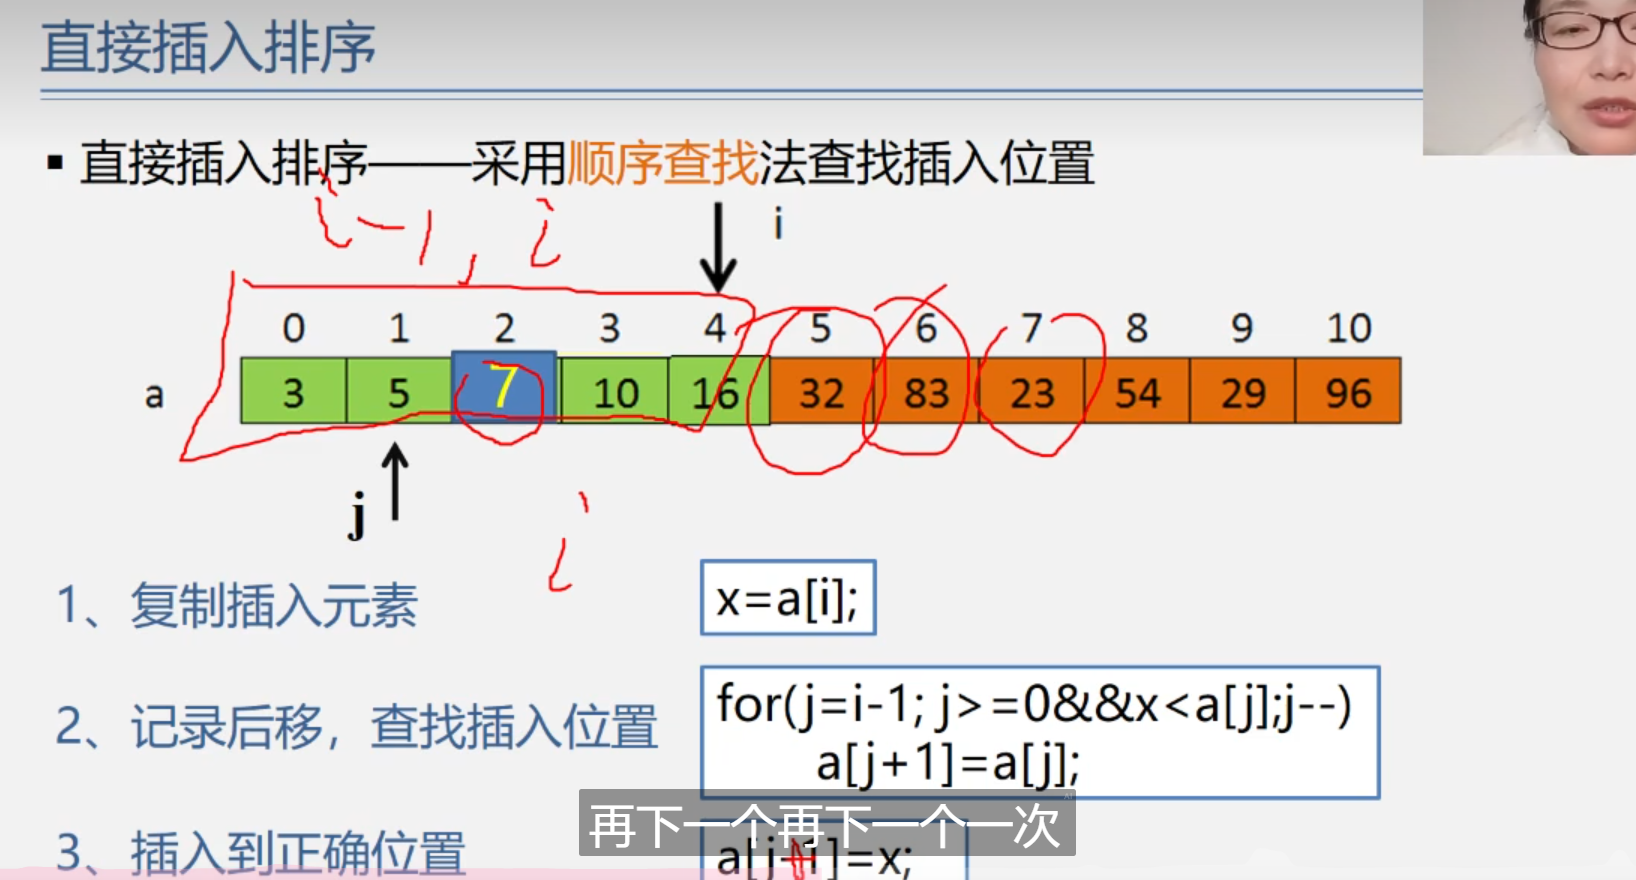 直接插入排序
▪ 直接插入排序——采用顺序查找法查找插入位置
i-1, i
i
0 1 2 3 4 5 6 7 8 9 10
a 3 5 7 10 16 32 83 23 54 29 96
j
i
1、复制插入元素 x=a[i];
2、记录后移，查找插入位置 for(j=i-1; j>=0&&x<a[j];j--)
a[j+1]=a[j];
再下一个再下一个一次
3、插入到正确位置 a[j+1]=x;